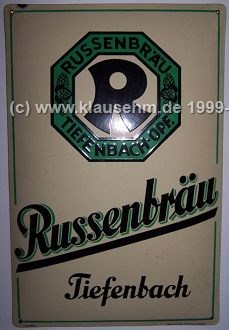 RUSSENBRÄU
R
TIEFENBACH-OPF.
(c) www.klausehm.de 1999-
Russenbräu
Tiefenbach